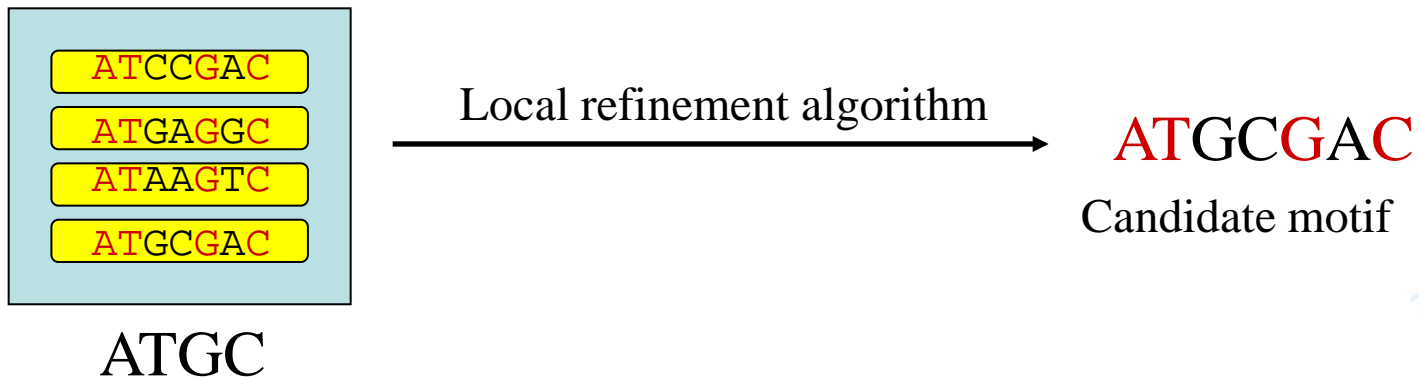 ATCCGAC
ATGAGGC
ATAAGTC
ATGCGAC
ATGC
Local refinement algorithm
ATGCGAC
Candidate motif